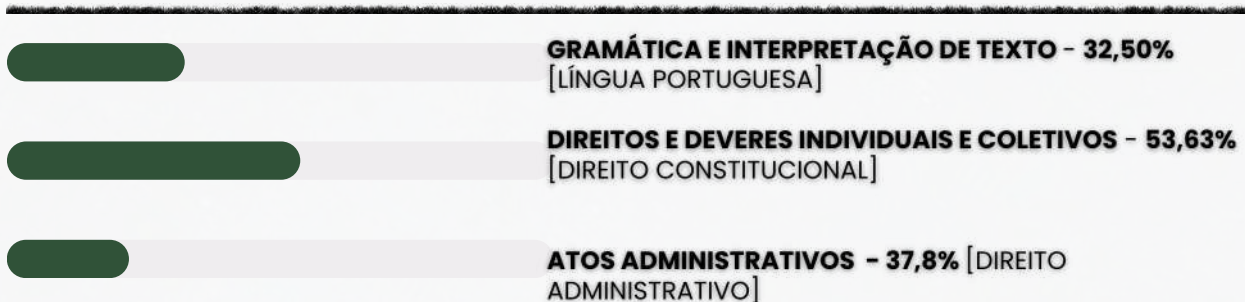 GRAMÁTICA E INTERPRETAÇÃO DE TEXTO - 32,50%
[LÍNGUA PORTUGUESA]
DIREITOS E DEVERES INDIVIDUAIS E COLETIVOS - 53,63%
[DIREITO CONSTITUCIONAL]
ATOS ADMINISTRATIVOS - 37,8% [DIREITO
ADMINISTRATIVO]